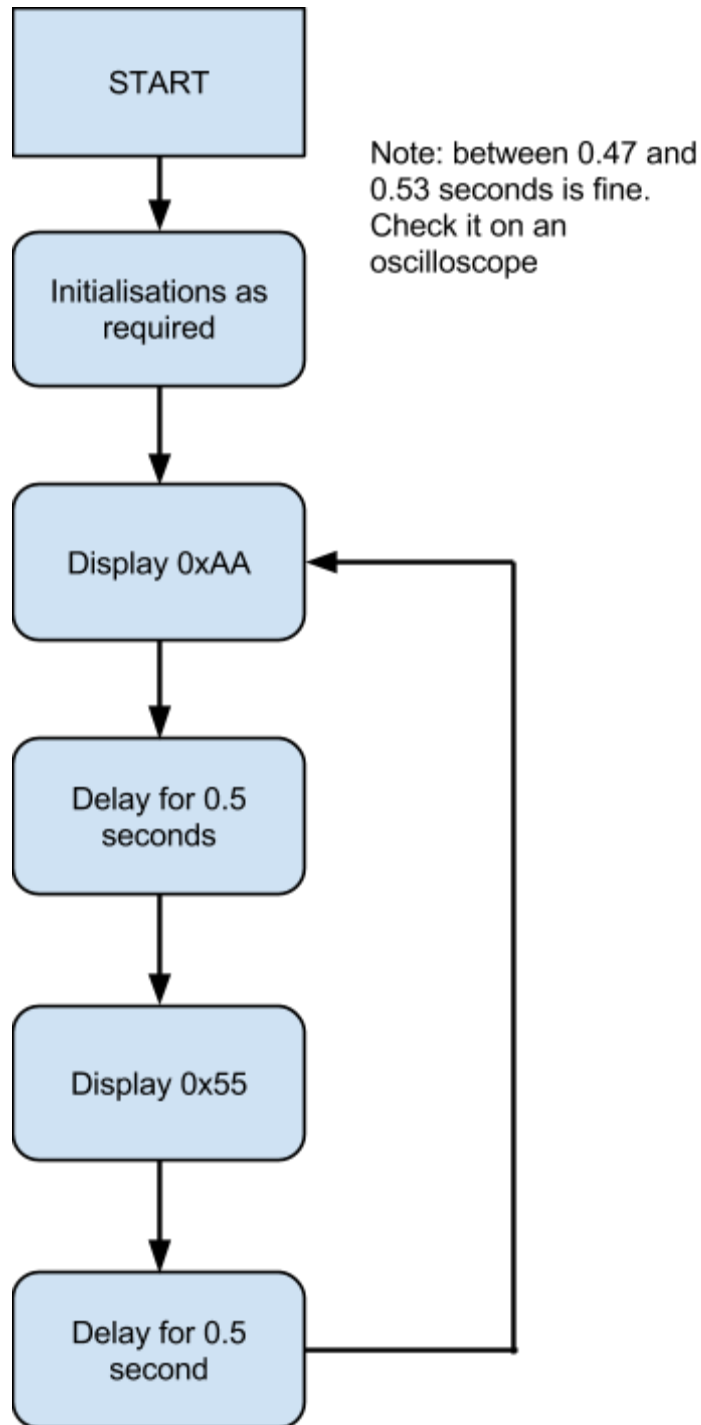 START
Note: between 0.47 and
0.53 seconds is fine.
Check it on an
oscilloscope
Initialisations as
required
Display 0xAA
Delay for 0.5
seconds
Display 0x55
Delay for 0.5
second